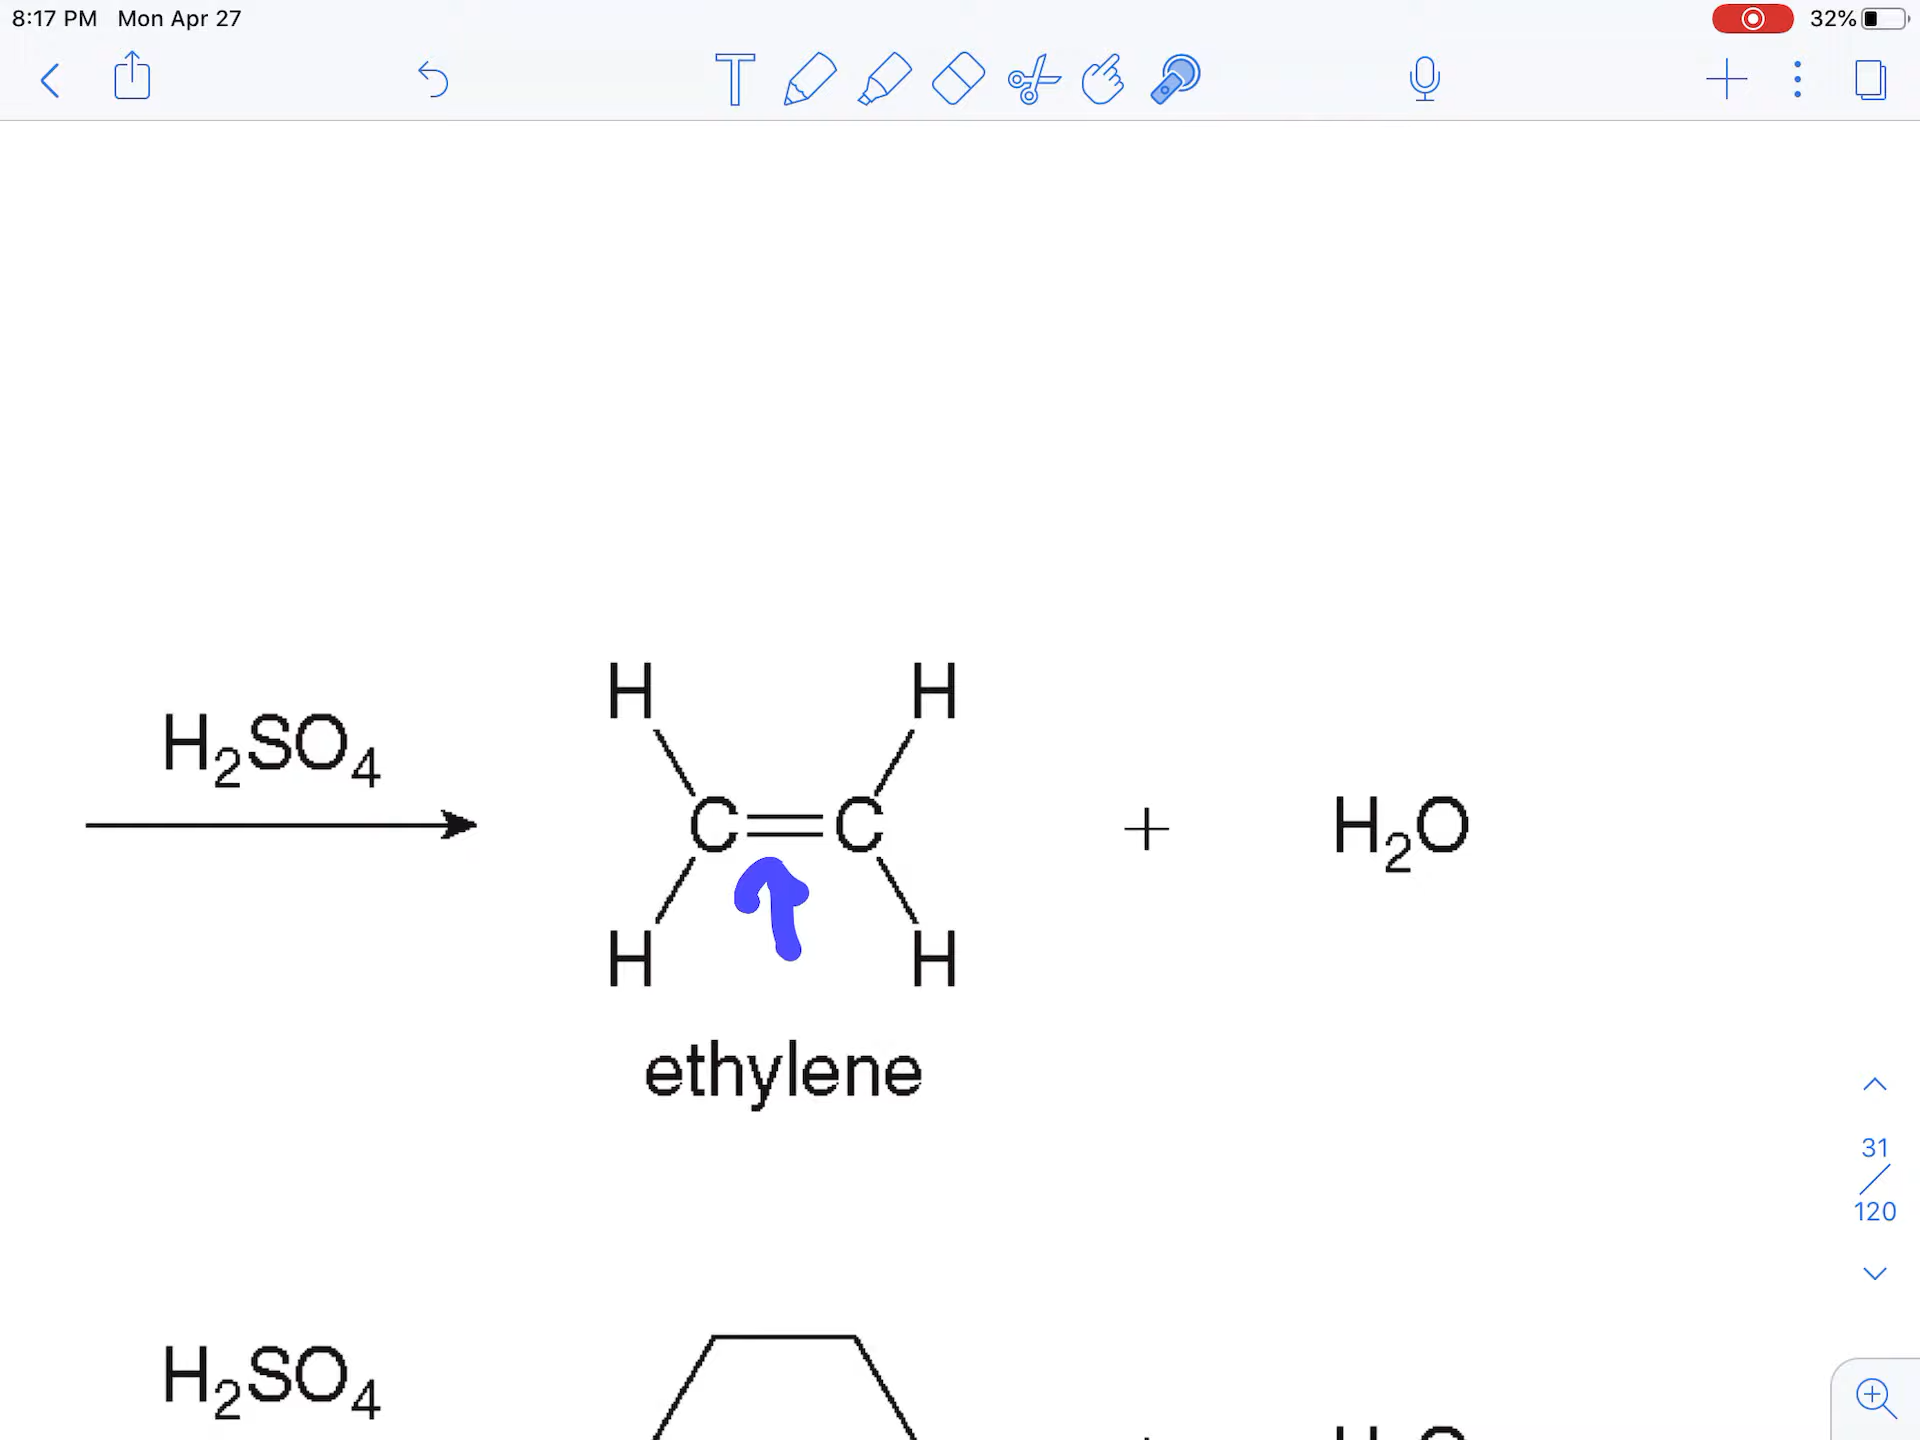 8:17 PM Mon Apr 27
32%
H₂SO₄
H H
C=C
H H
+ H₂O
ethylene
31
120
H₂SO₄